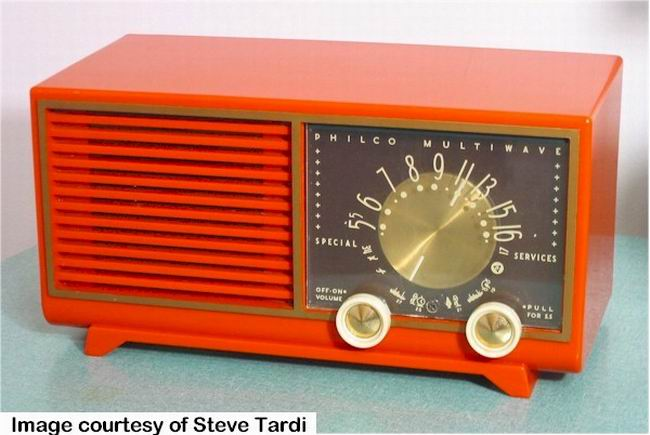 PHILCO MULTIWAVE
55 6 7 8 9 11 13 15 16 17
SPECIAL SERVICES
OFF-ON
VOLUME
PULL
FOR SS
Image courtesy of Steve Tardi